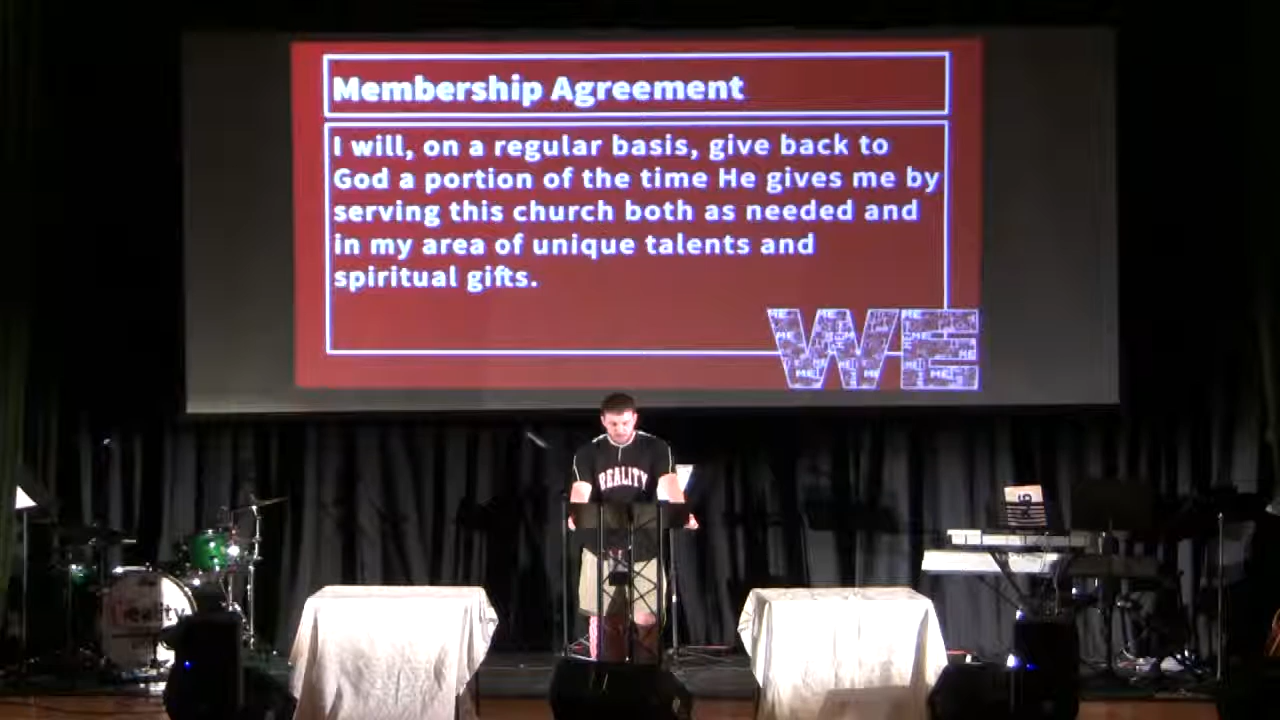 Membership Agreement
I will, on a regular basis, give back to
God a portion of the time He gives me by
serving this church both as needed and
in my area of unique talents and
spiritual gifts.
WE
REALITY
reality